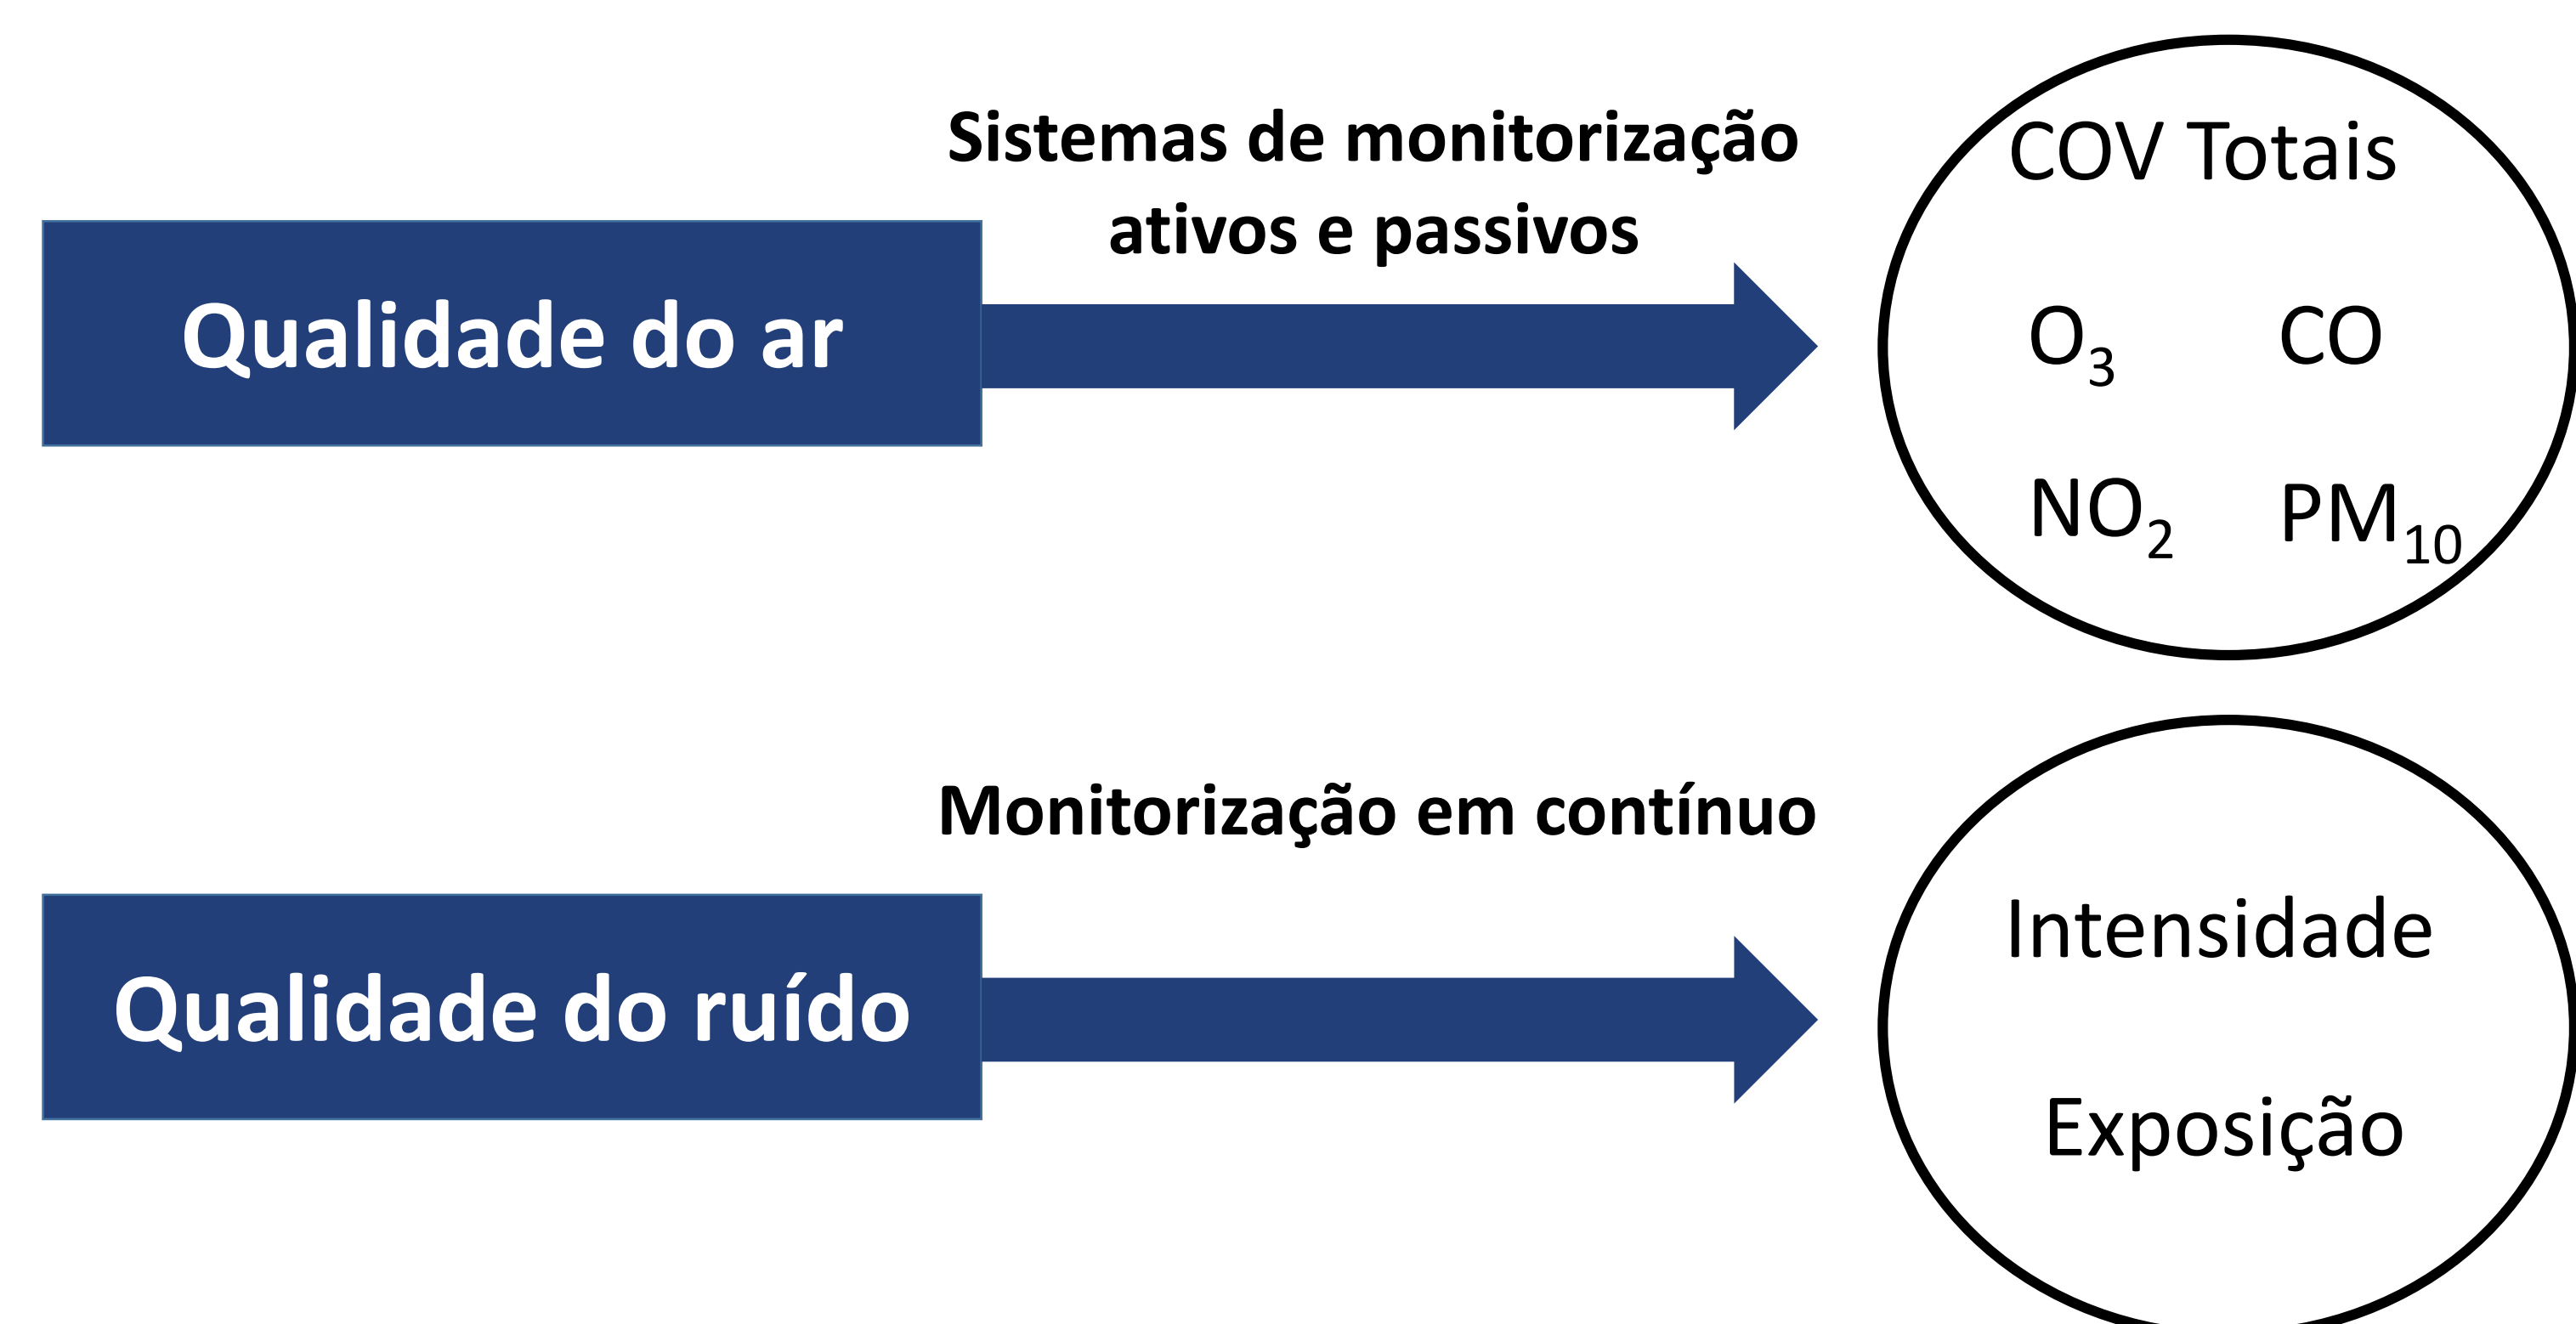 Sistemas de monitorização
ativos e passivos
Qualidade do ar
COV Totais
O₃ CO
NO₂ PM₁₀
Monitorização em contínuo
Qualidade do ruído
Intensidade
Exposição